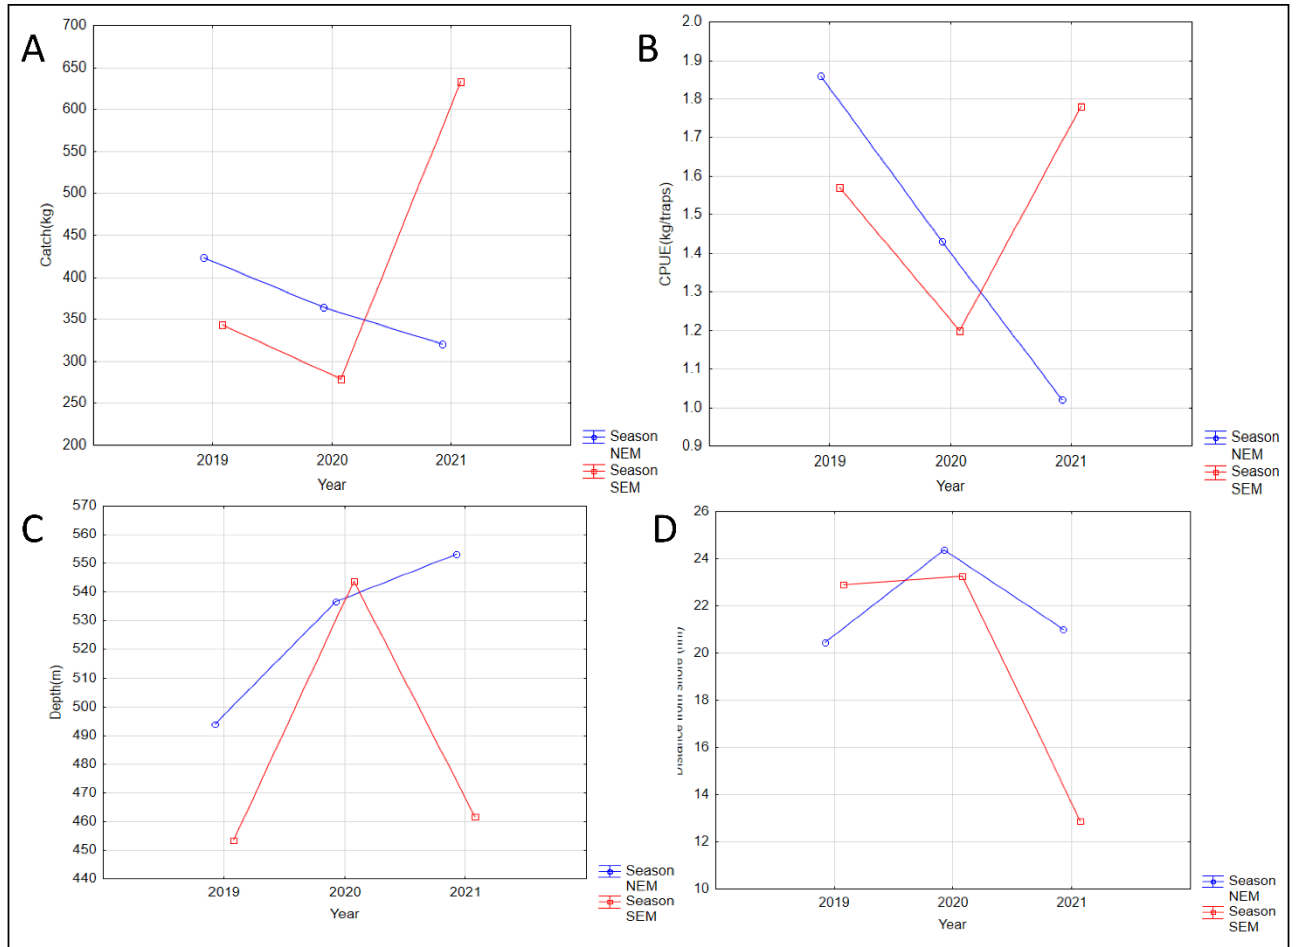 A
700
650
600
550
500
450
400
350
300
250
200
Catch(kg)
2019 2020 2021
Year
Season
NEM
Season
SEM
B
2.0
1.9
1.8
1.7
1.6
1.5
1.4
1.3
1.2
1.1
1.0
0.9
CPUE(kg/traps)
2019 2020 2021
Year
Season
NEM
Season
SEM
C
570
560
550
540
530
520
510
500
490
480
470
460
450
440
Depth(m)
2019 2020 2021
Year
Season
NEM
Season
SEM
D
26
24
22
20
18
16
14
12
10
Distance from shore (nm)
2019 2020 2021
Year
Season
NEM
Season
SEM